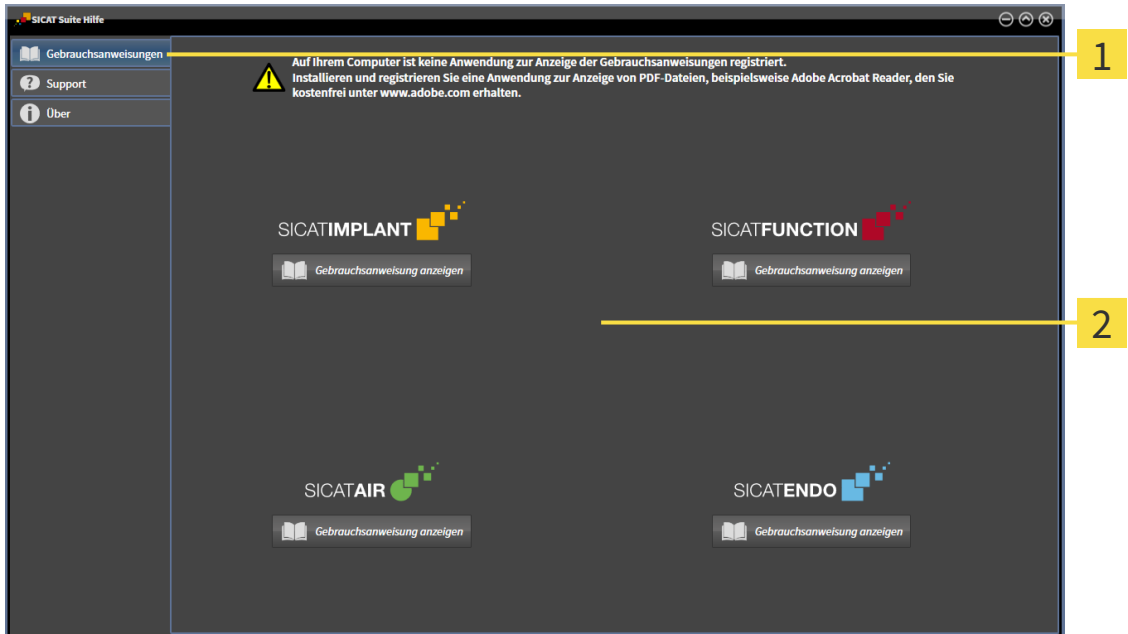 SICAT Suite Hilfe
Gebrauchsanweisungen
Support
Über
Auf Ihrem Computer ist keine Anwendung zur Anzeige der Gebrauchsanweisungen registriert.
Installieren und registrieren Sie eine Anwendung zur Anzeige von PDF-Dateien, beispielsweise Adobe Acrobat Reader, den Sie
kostenfrei unter www.adobe.com erhalten.
1
SICATIMPLANT
Gebrauchsanweisung anzeigen
SICATFUNCTION
Gebrauchsanweisung anzeigen
2
SICATAIR
Gebrauchsanweisung anzeigen
SICATENDO
Gebrauchsanweisung anzeigen